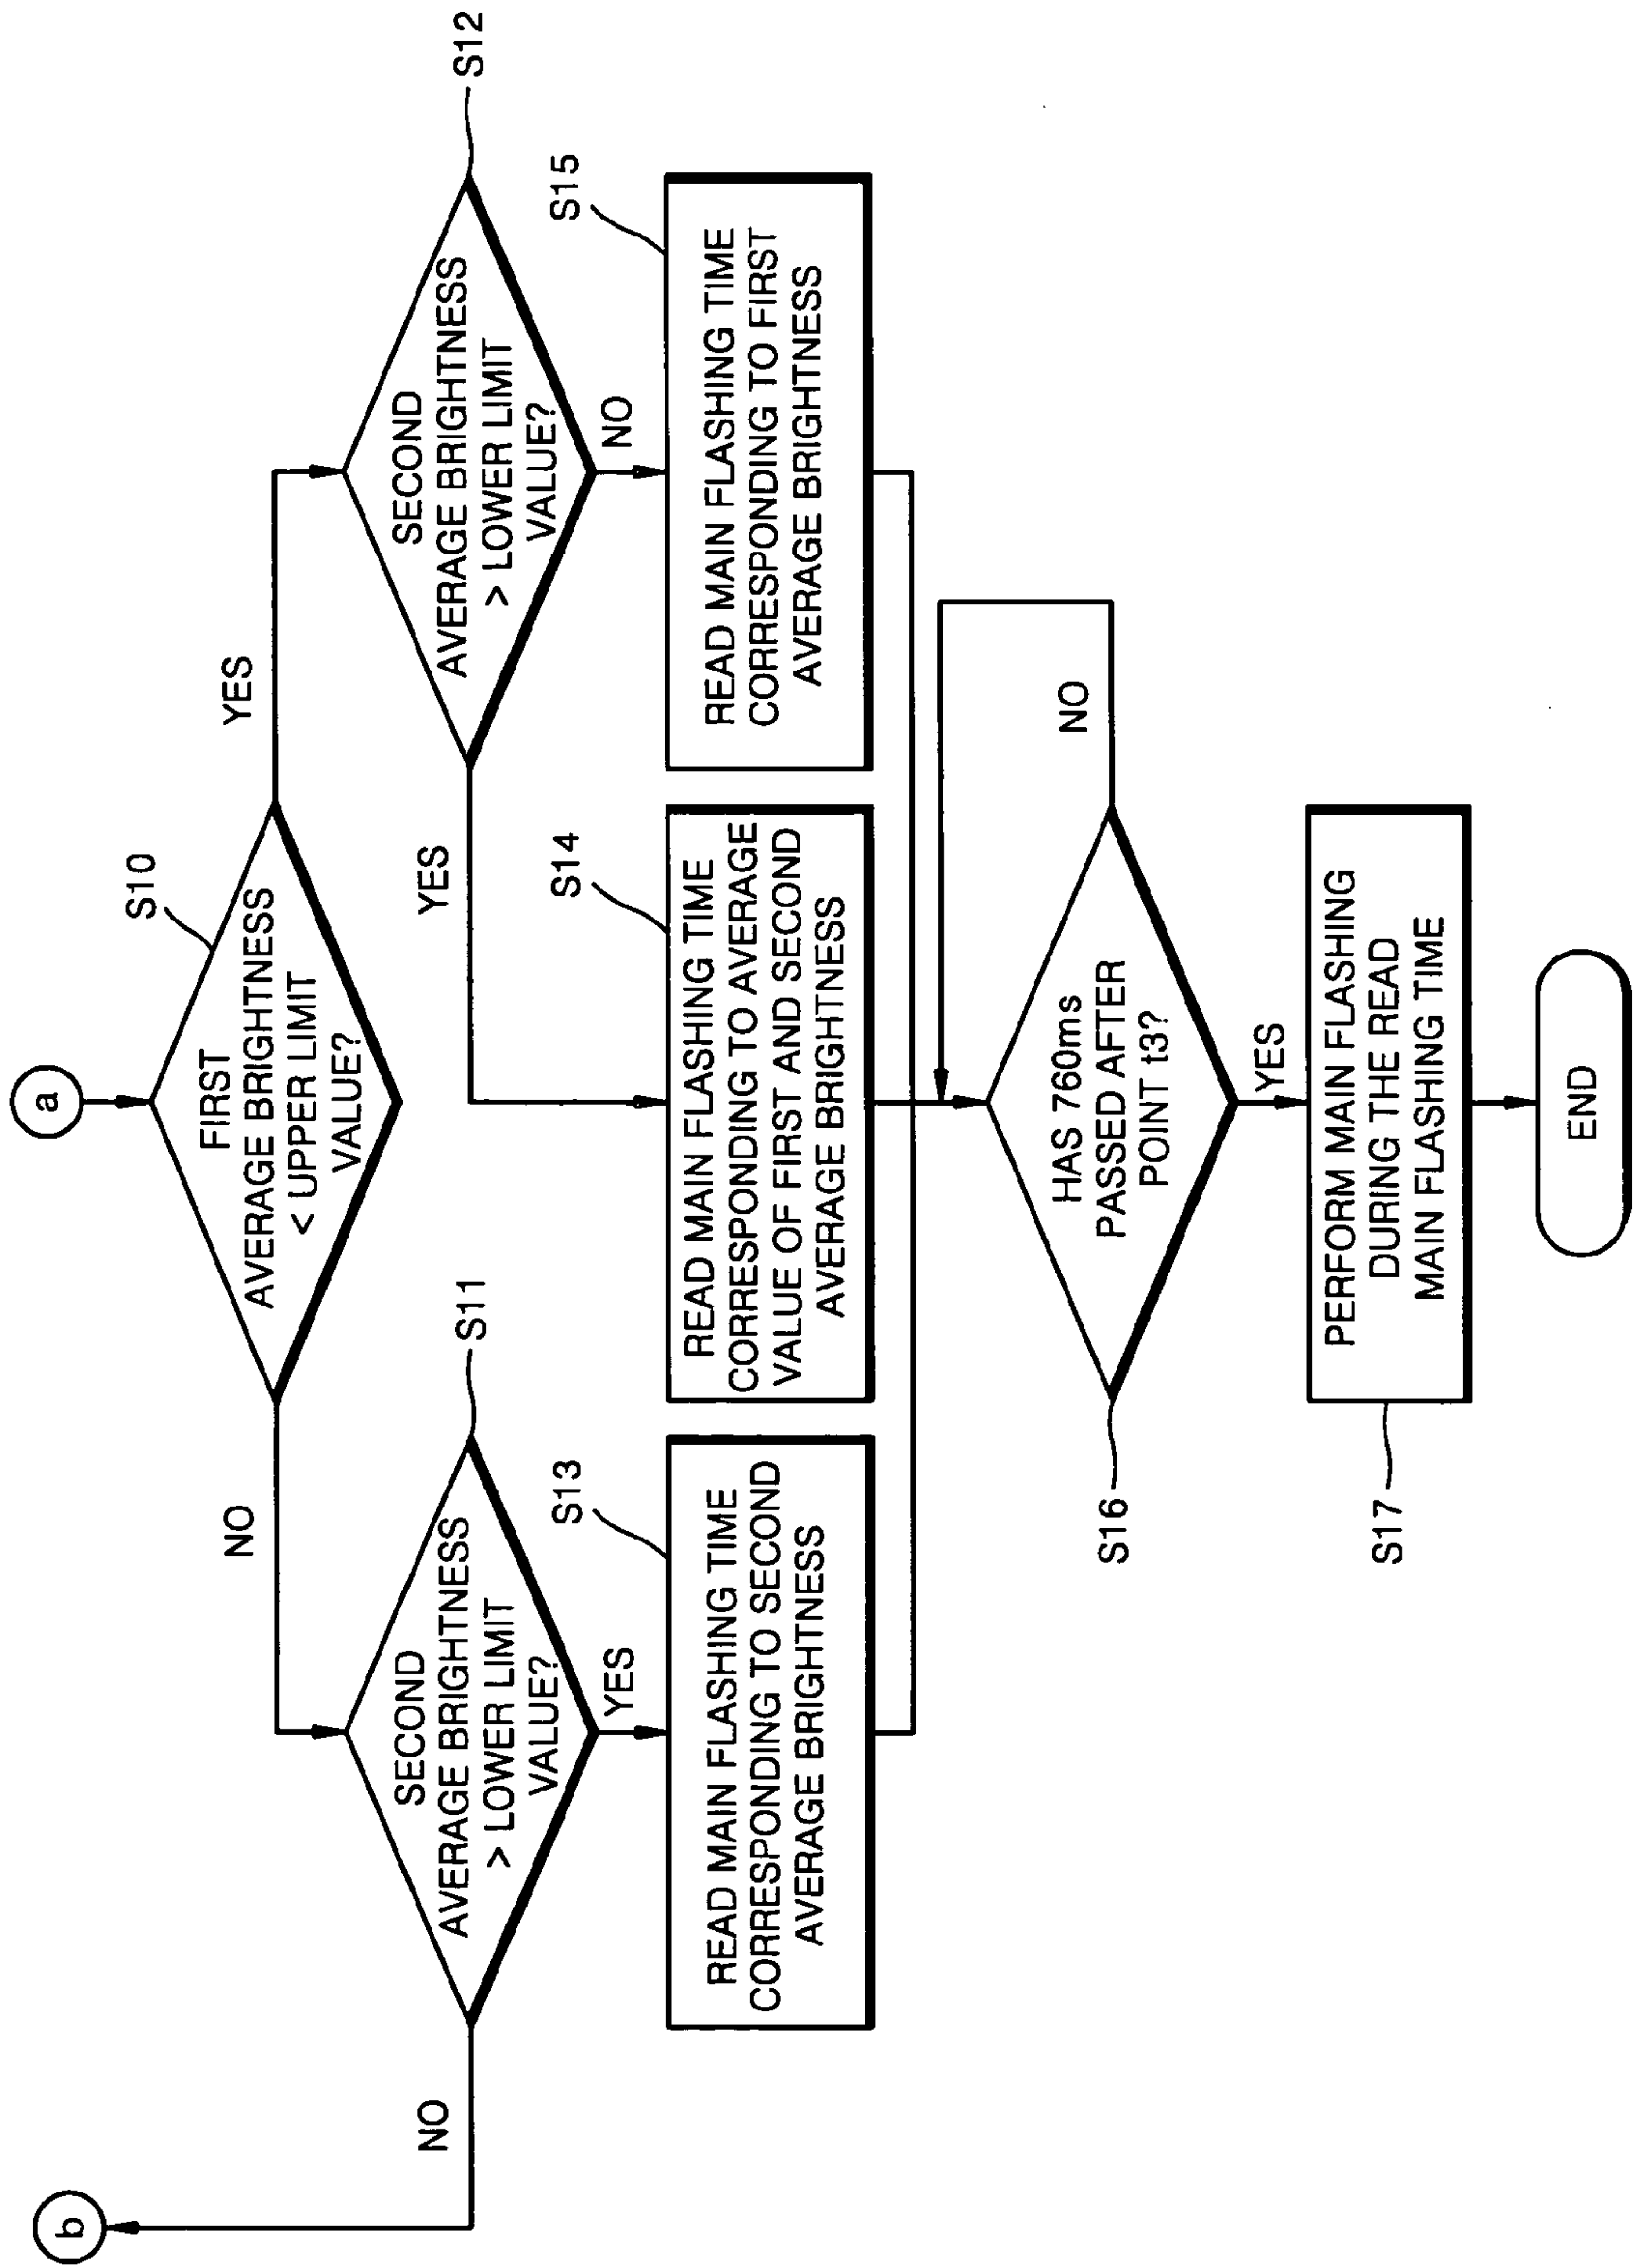 a
S10
FIRST
AVERAGE BRIGHTNESS
< UPPER LIMIT
VALUE?
NO
YES
b
NO
S11
SECOND
AVERAGE BRIGHTNESS
> LOWER LIMIT
VALUE?
YES
S12
SECOND
AVERAGE BRIGHTNESS
> LOWER LIMIT
VALUE?
YES
NO
S13
READ MAIN FLASHING TIME
CORRESPONDING TO SECOND
AVERAGE BRIGHTNESS
S14
READ MAIN FLASHING TIME
CORRESPONDING TO AVERAGE
VALUE OF FIRST AND SECOND
AVERAGE BRIGHTNESS
S15
READ MAIN FLASHING TIME
CORRESPONDING TO FIRST
AVERAGE BRIGHTNESS
S16
HAS 760ms
PASSED AFTER
POINT t3?
NO
YES
S17
PERFORM MAIN FLASHING
DURING THE READ
MAIN FLASHING TIME
END